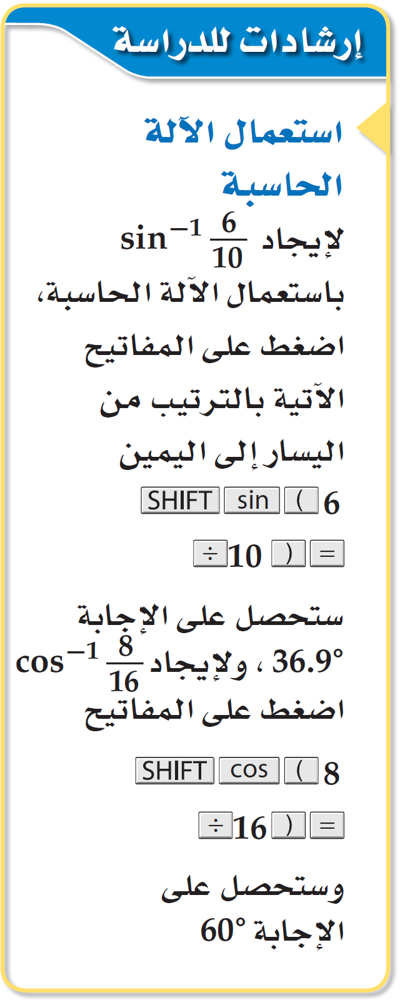 إرشادات للدراسة
استعمال الآلة
الحاسبة
لإيجاد sin⁻¹ 6/10
باستعمال الآلة الحاسبة،
اضغط على المفاتيح
الآتية بالترتيب من
اليسار إلى اليمين
SHIFT sin ( 6
÷ 10 ) =
ستحصل على الإجابة
36.9° ، ولإيجاد cos⁻¹ 8/16
اضغط على المفاتيح
SHIFT cos ( 8
÷ 16 ) =
وستحصل على
الإجابة 60°